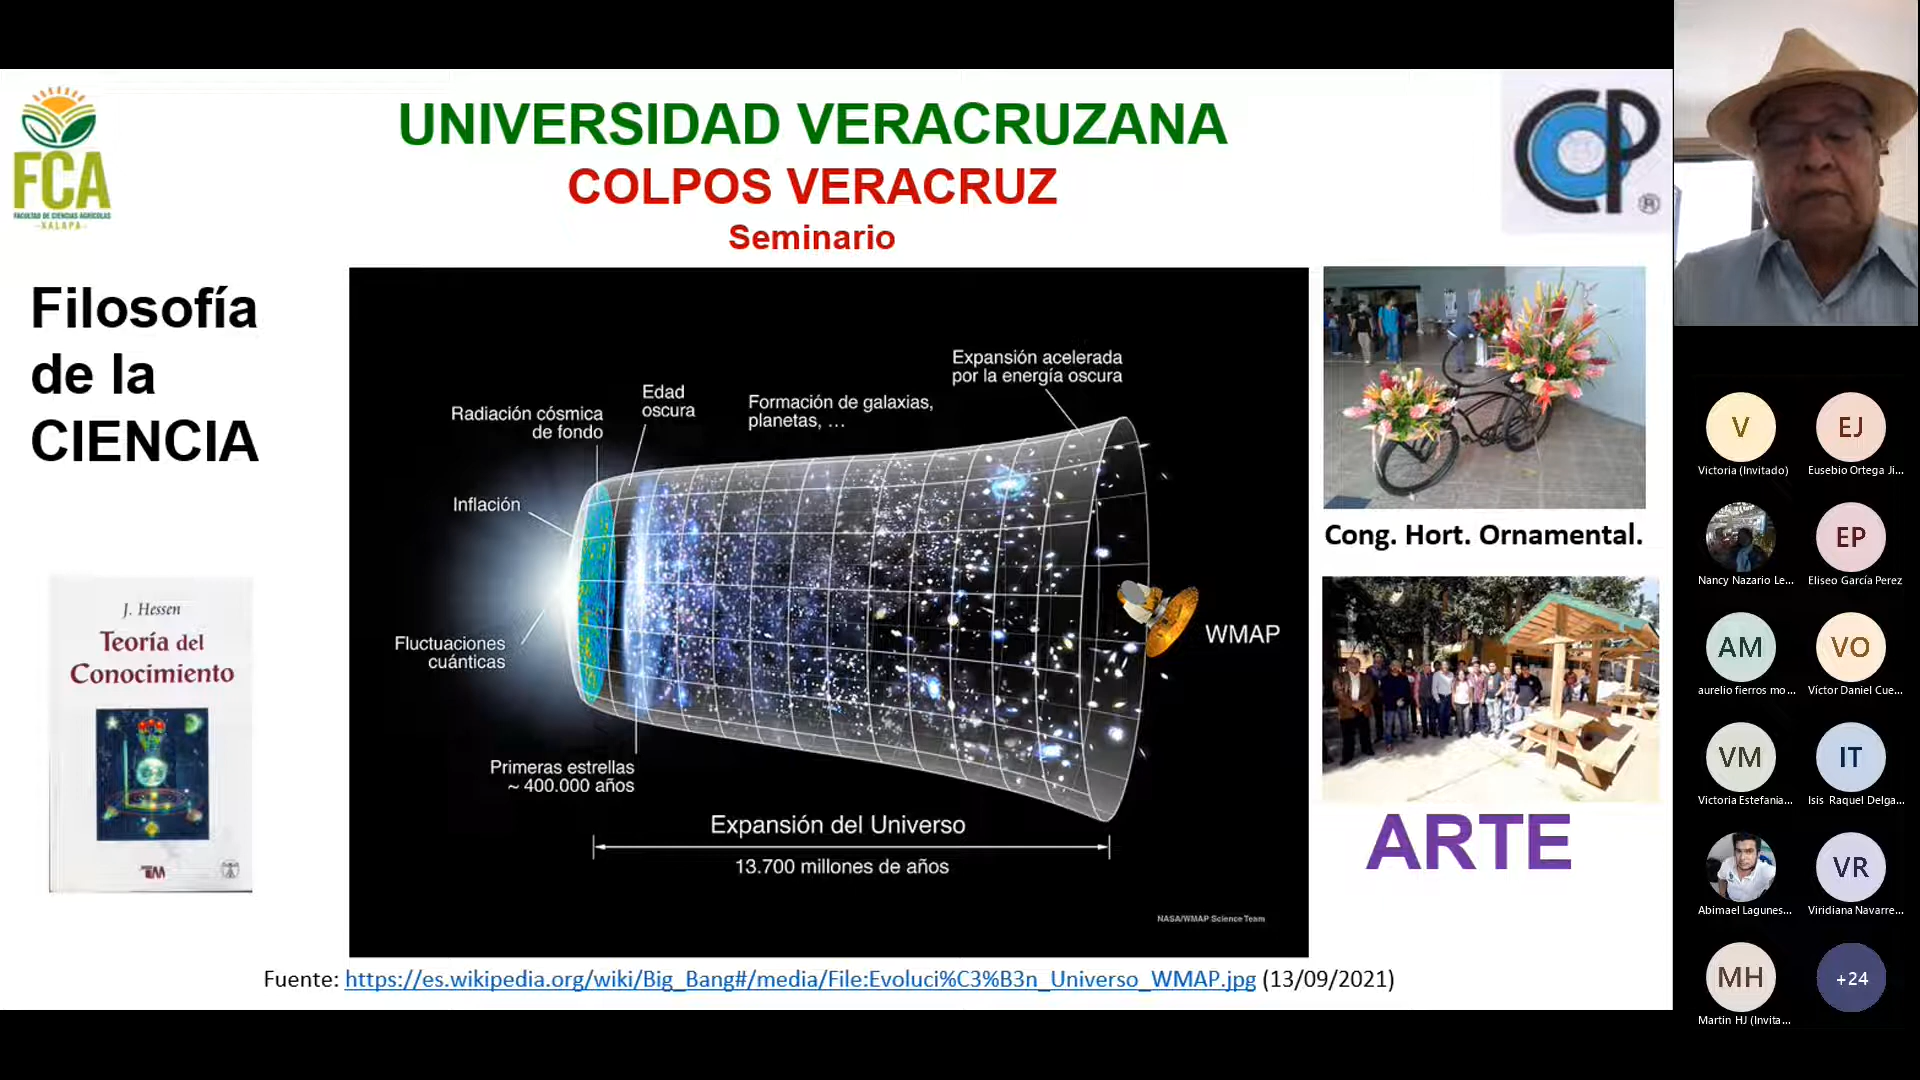 FCA
FACULTAD DE CIENCIAS AGRÍCOLAS
-XALAPA-
UNIVERSIDAD VERACRUZANA
COLPOS VERACRUZ
Seminario
CP
®
Filosofía
de la
CIENCIA
J. Hessen
Teoría del
Conocimiento
Radiación cósmica
de fondo
Edad
oscura
Formación de galaxias,
planetas, ...
Expansión acelerada
por la energía oscura
Inflación
Fluctuaciones
cuánticas
WMAP
Primeras estrellas
~ 400.000 años
Expansión del Universo
13.700 millones de años
NASA/WMAP Science Team
Cong. Hort. Ornamental.
ARTE
Fuente: https://es.wikipedia.org/wiki/Big_Bang#/media/File:Evoluci%C3%B3n_Universo_WMAP.jpg (13/09/2021)
V
Victoria (Invitado)
EJ
Eusebio Ortega Ji...
Nancy Nazario Le...
EP
Eliseo García Perez
AM
aurelio fierros mo...
VO
Víctor Daniel Cue...
VM
Victoria Estefania...
IT
Isis Raquel Delga...
Abimael Lagunes...
VR
Viridiana Navarre...
MH
Martin HJ (Invita...
+24